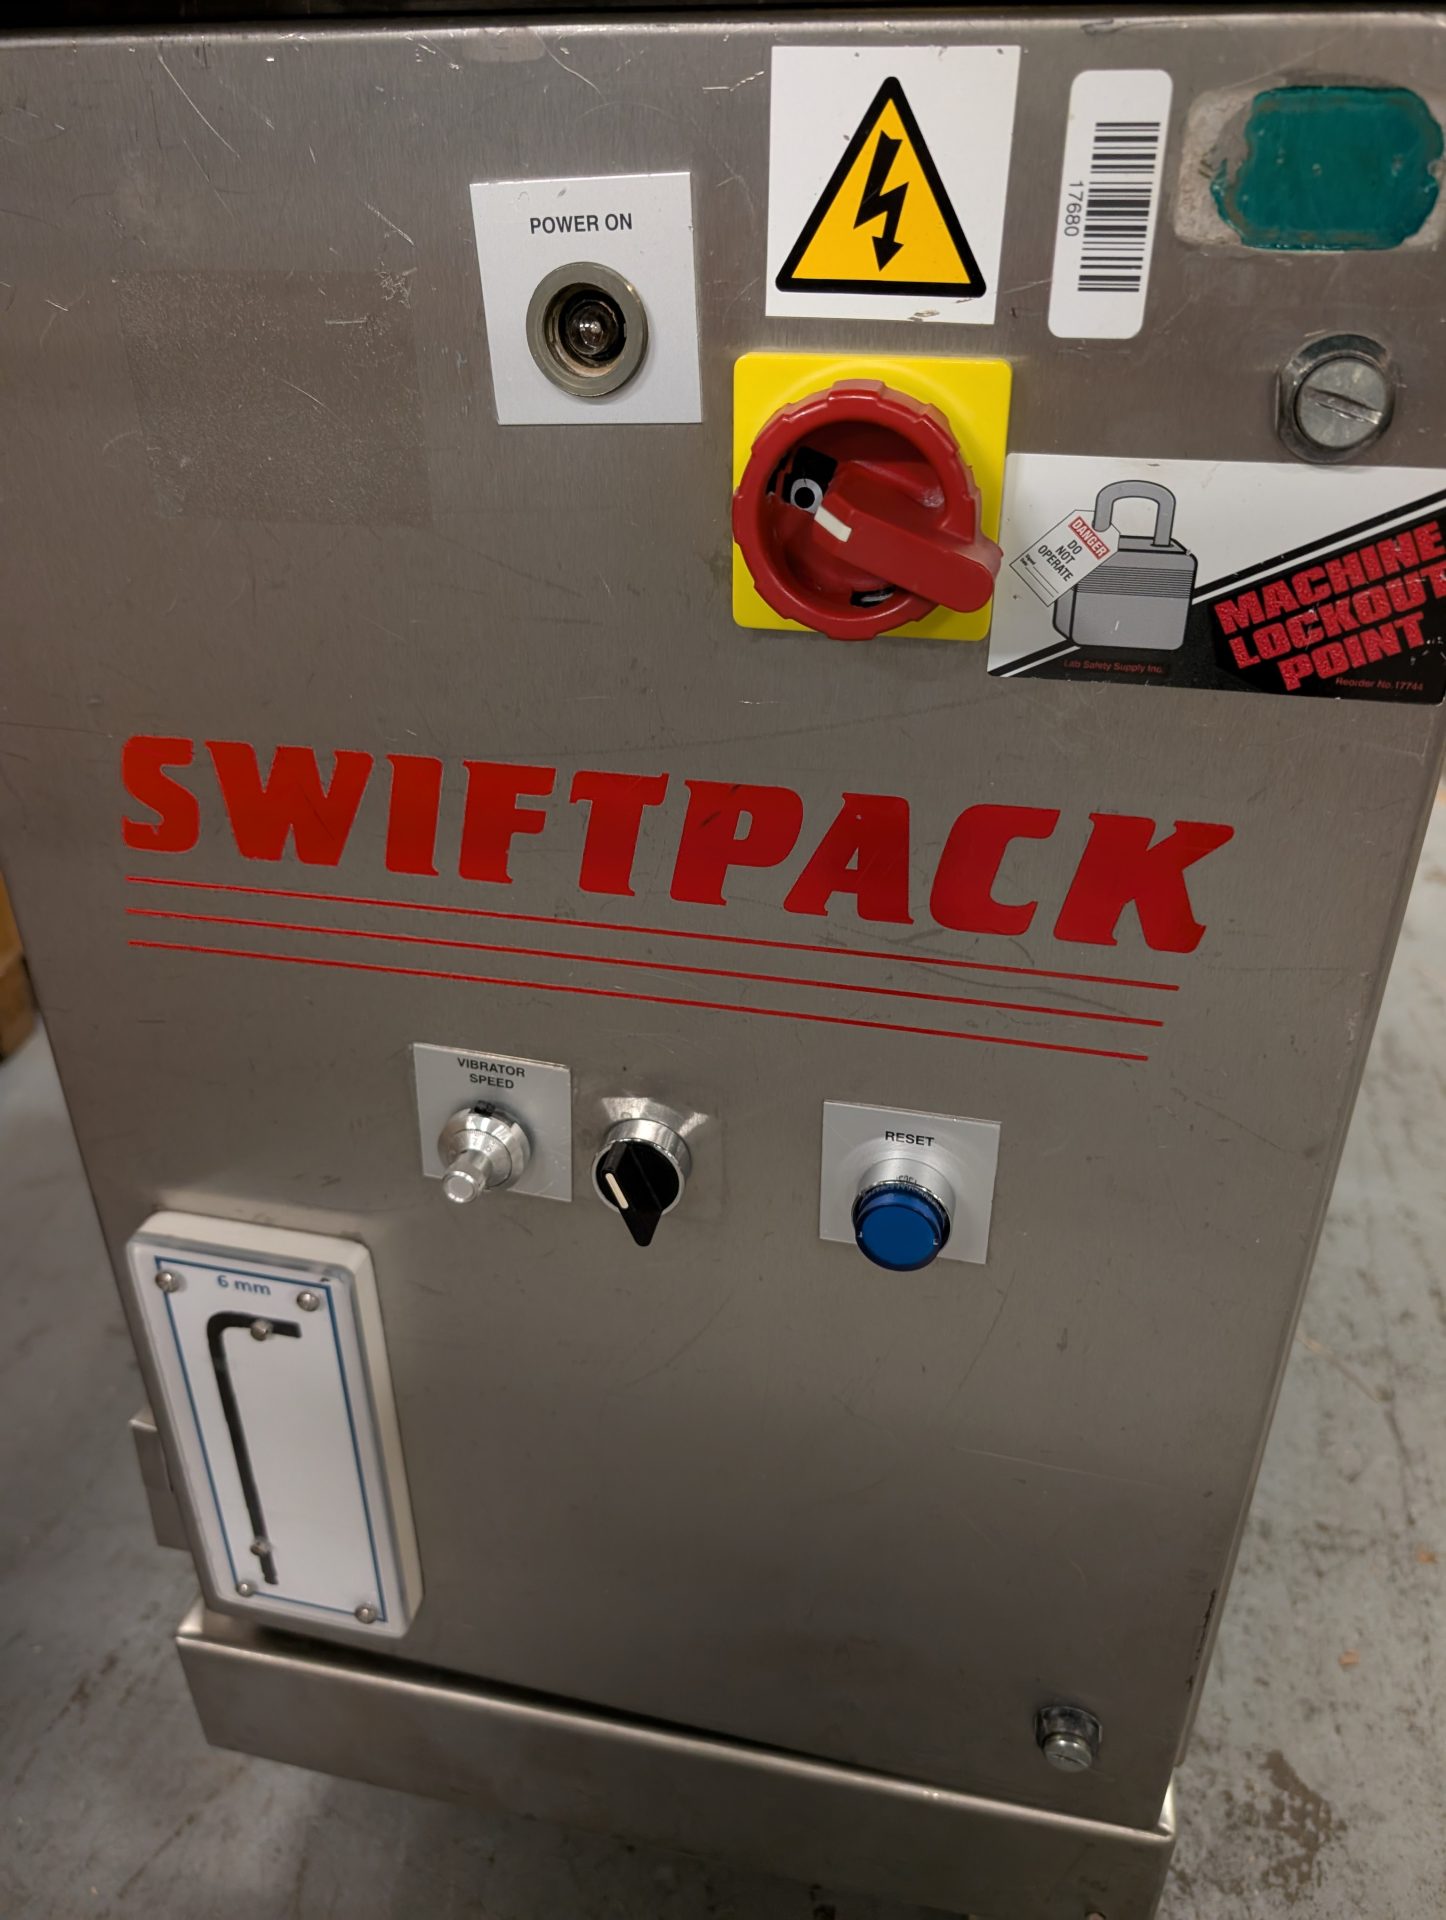 POWER ON
17680
DANGER
DO
NOT
OPERATE
MACHINE
LOCKOUT
POINT
Lab Safety Supply Inc.
Reorder No. 17744
SWIFTPACK
VIBRATOR
SPEED
RESET
6 mm